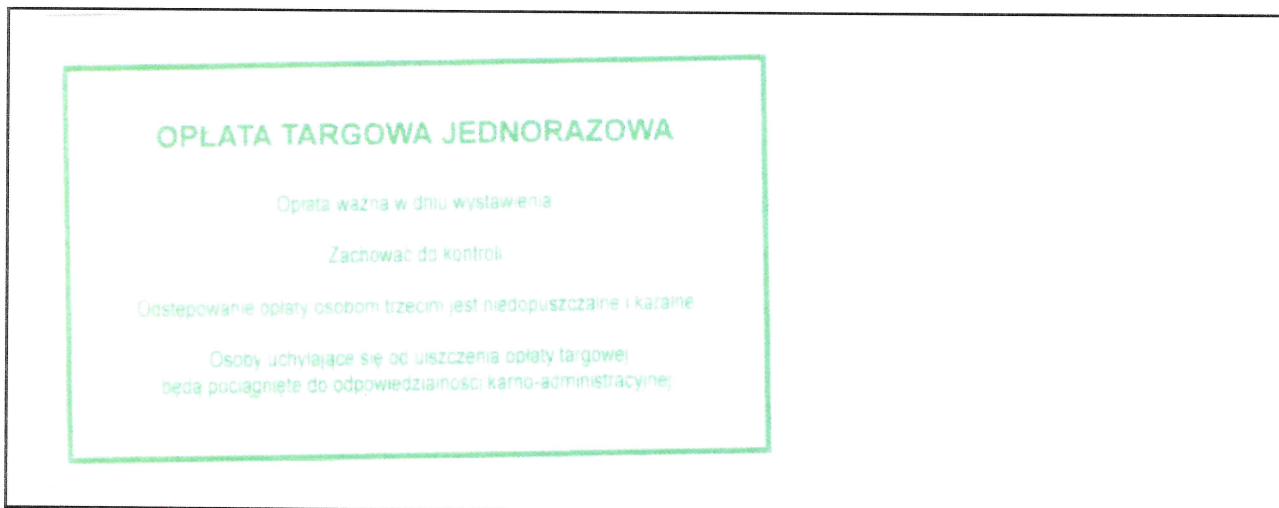 OPŁATA TARGOWA JEDNORAZOWA
Opłata ważna w dniu wystawienia
Zachować do kontroli
Odstępowanie opłaty osobom trzecim jest niedopuszczalne i karalne
Osoby uchylające się od uiszczenia opłaty targowej
będą pociągnięte do odpowiedzialności karno-administracyjnej